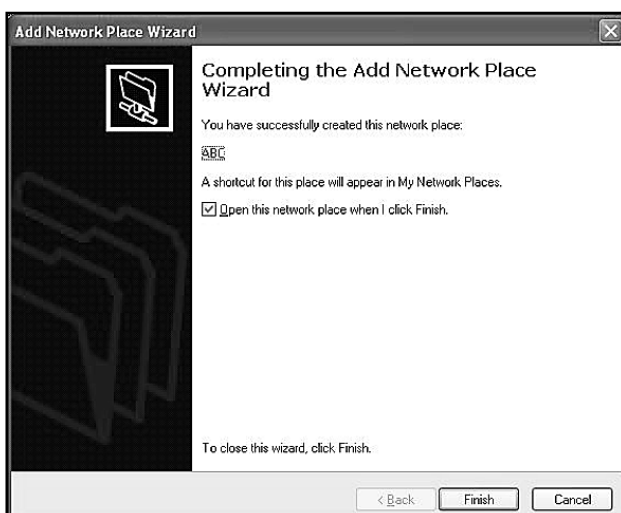 Add Network Place Wizard
Completing the Add Network Place
Wizard
You have successfully created this network place:
ABC
A shortcut for this place will appear in My Network Places.
Open this network place when I click Finish.
To close this wizard, click Finish.
< Back
Finish
Cancel